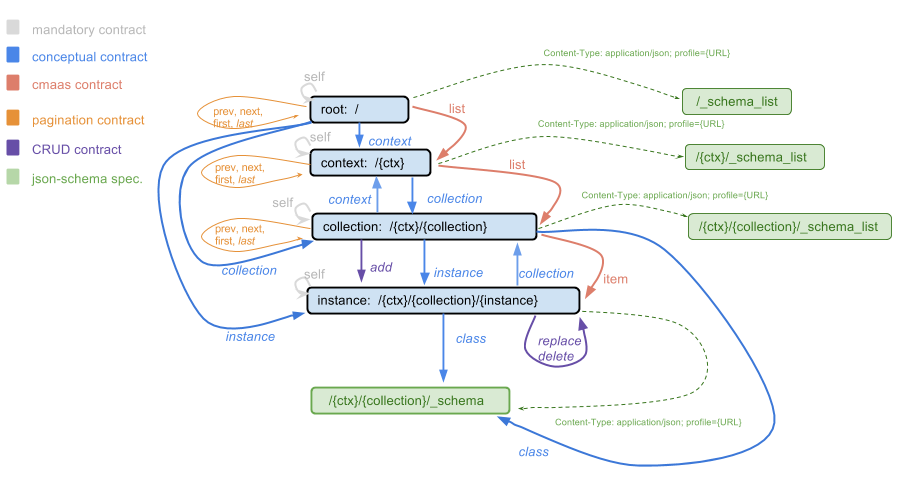 mandatory contract
conceptual contract
cmaas contract
pagination contract
CRUD contract
json-schema spec.
Content-Type: application/json; profile={URL}
self
root: /
prev, next,
first, last
list
/_schema_list
context
self
Content-Type: application/json; profile={URL}
context: /{ctx}
prev, next,
first, last
list
/{ctx}/_schema_list
context
collection
self
Content-Type: application/json; profile={URL}
collection: /{ctx}/{collection}
prev, next,
first, last
/{ctx}/{collection}/_schema_list
collection
add
instance
collection
item
self
instance: /{ctx}/{collection}/{instance}
instance
class
replace
delete
/{ctx}/{collection}/_schema
Content-Type: application/json; profile={URL}
class